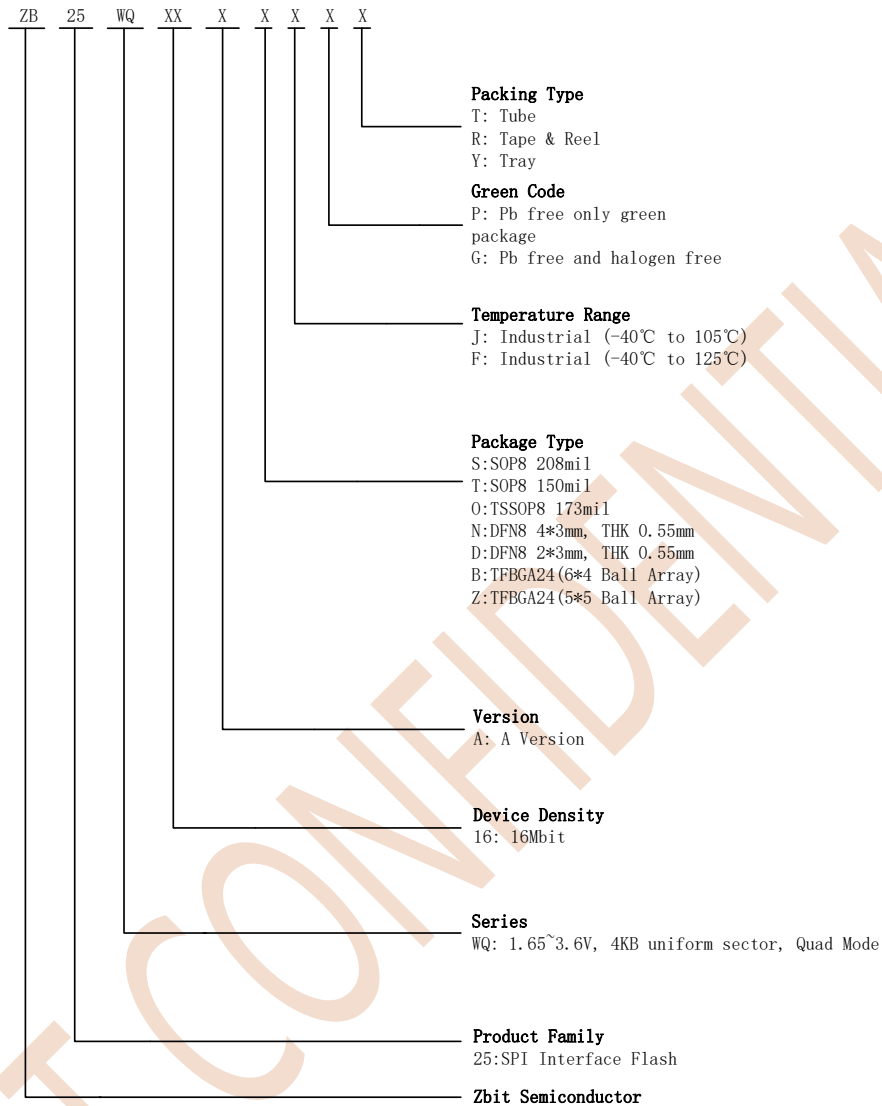 ZB 25 WQ XX X X X X X
Packing Type
T: Tube
R: Tape & Reel
Y: Tray
Green Code
P: Pb free only green
package
G: Pb free and halogen free
Temperature Range
J: Industrial (-40℃ to 105℃)
F: Industrial (-40℃ to 125℃)
Package Type
S:SOP8 208mil
T:SOP8 150mil
O:TSSOP8 173mil
N:DFN8 4*3mm, THK 0.55mm
D:DFN8 2*3mm, THK 0.55mm
B:TFBGA24(6*4 Ball Array)
Z:TFBGA24(5*5 Ball Array)
Version
A: A Version
Device Density
16: 16Mbit
Series
WQ: 1.65~3.6V, 4KB uniform sector, Quad Mode
Product Family
25:SPI Interface Flash
Zbit Semiconductor
T CONFIDENTIA